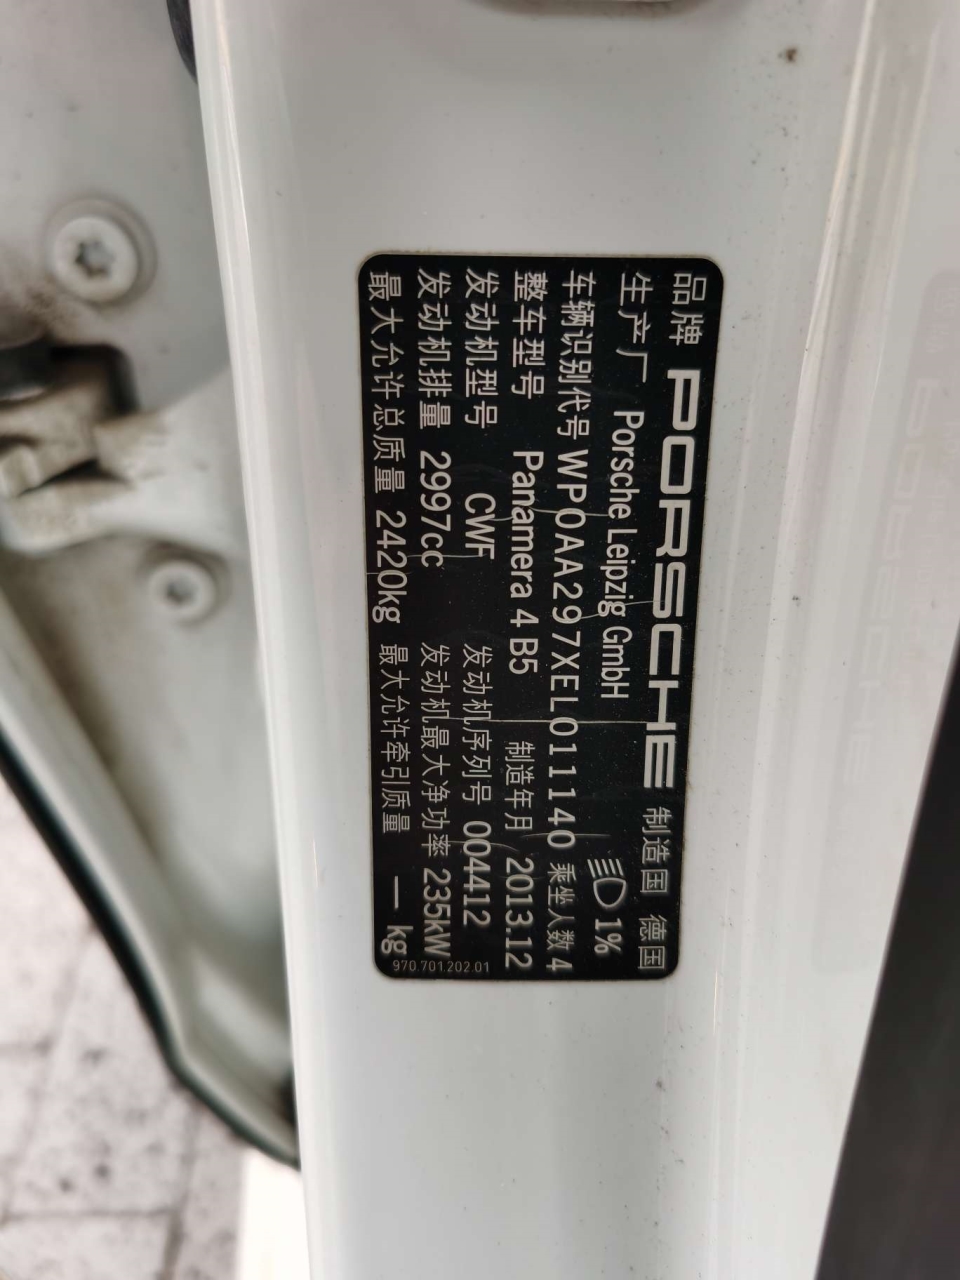 品牌 PORSCHE 制造国 德国
生产厂 Porsche Leipzig GmbH 1%
车辆识别代号 WP0AA297XEL011140 乘坐人数 4
整车型号 Panamera 4 B5 制造年月 2013.12
发动机型号 CWF 发动机序列号 004412
发动机排量 2997cc 发动机最大净功率 235kW
最大允许总质量 2420kg 最大允许牵引质量 — kg
970.701.202.01